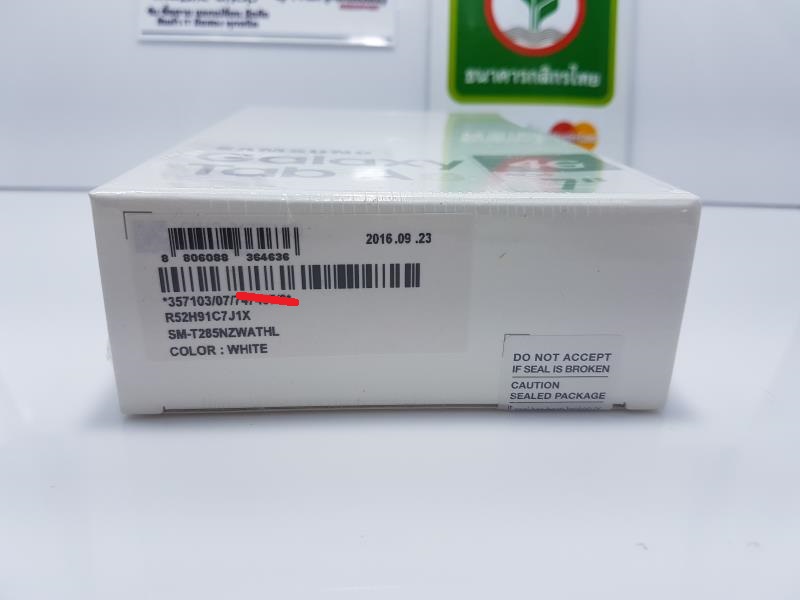 ธนาคารกสิกรไทย
SAMSUNG
Galaxy
Tab A
4G
8 806088 364636
2016.09.23
*357103/07/
R52H91C7J1X
SM-T285NZWATHL
COLOR : WHITE
DO NOT ACCEPT
IF SEAL IS BROKEN
CAUTION
SEALED PACKAGE